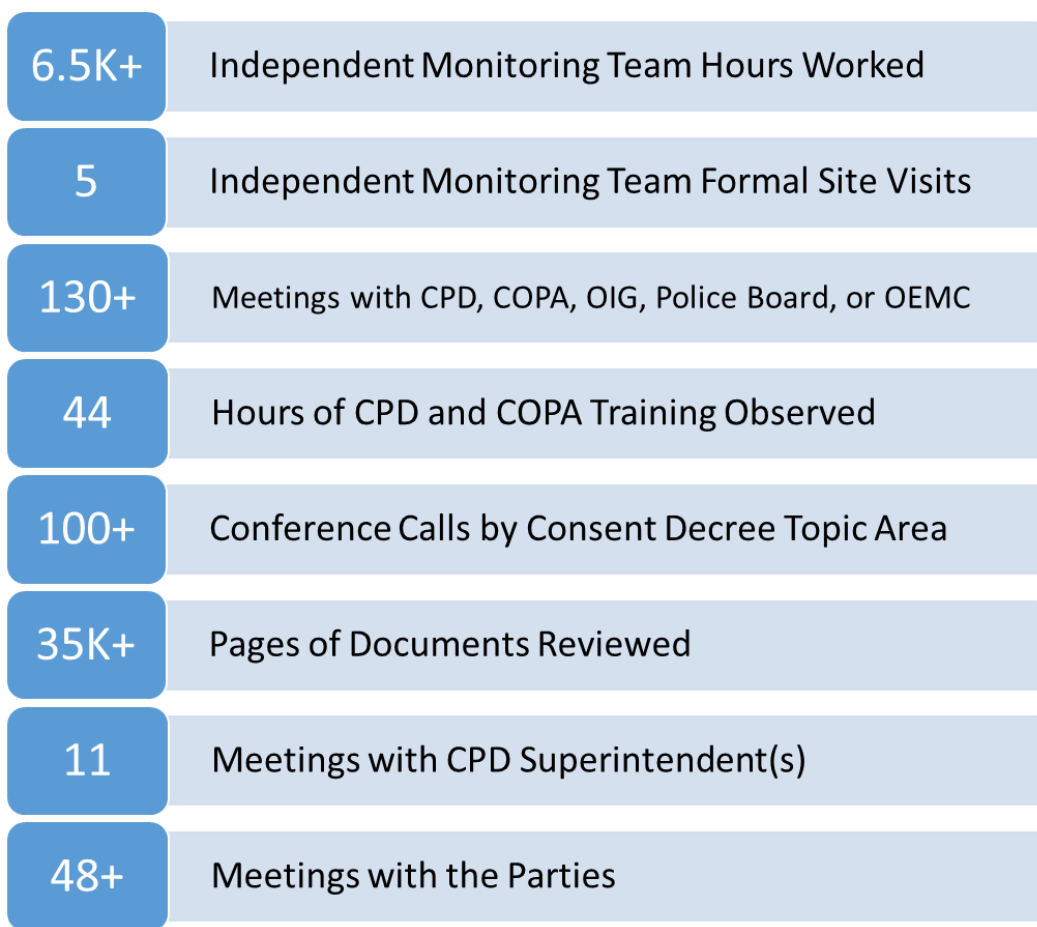 6.5K+ Independent Monitoring Team Hours Worked
5 Independent Monitoring Team Formal Site Visits
130+ Meetings with CPD, COPA, OIG, Police Board, or OEMC
44 Hours of CPD and COPA Training Observed
100+ Conference Calls by Consent Decree Topic Area
35K+ Pages of Documents Reviewed
11 Meetings with CPD Superintendent(s)
48+ Meetings with the Parties